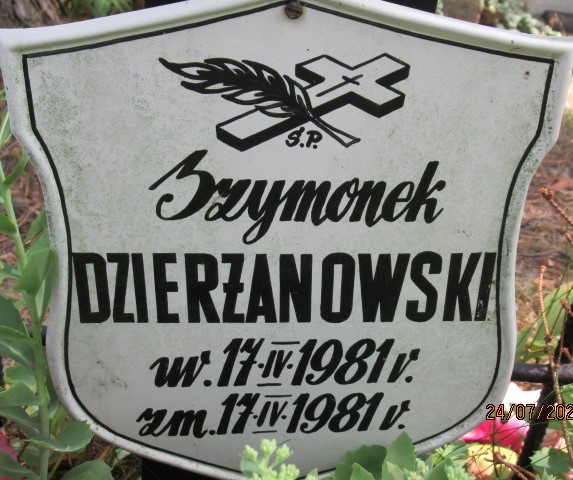 Ś.P.
Szymonek
DZIERŻANOWSKI
ur. 17·IV·1981 r.
zm. 17·IV·1981 r.
24/07/202